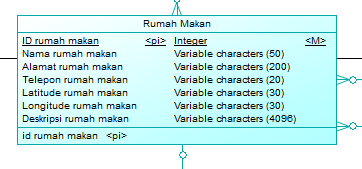 Rumah Makan
ID rumah makan <pi> Integer <M>
Nama rumah makan Variable characters (50)
Alamat rumah makan Variable characters (200)
Telepon rumah makan Variable characters (20)
Latitude rumah makan Variable characters (30)
Longitude rumah makan Variable characters (30)
Deskripsi rumah makan Variable characters (4096)
id rumah makan <pi>